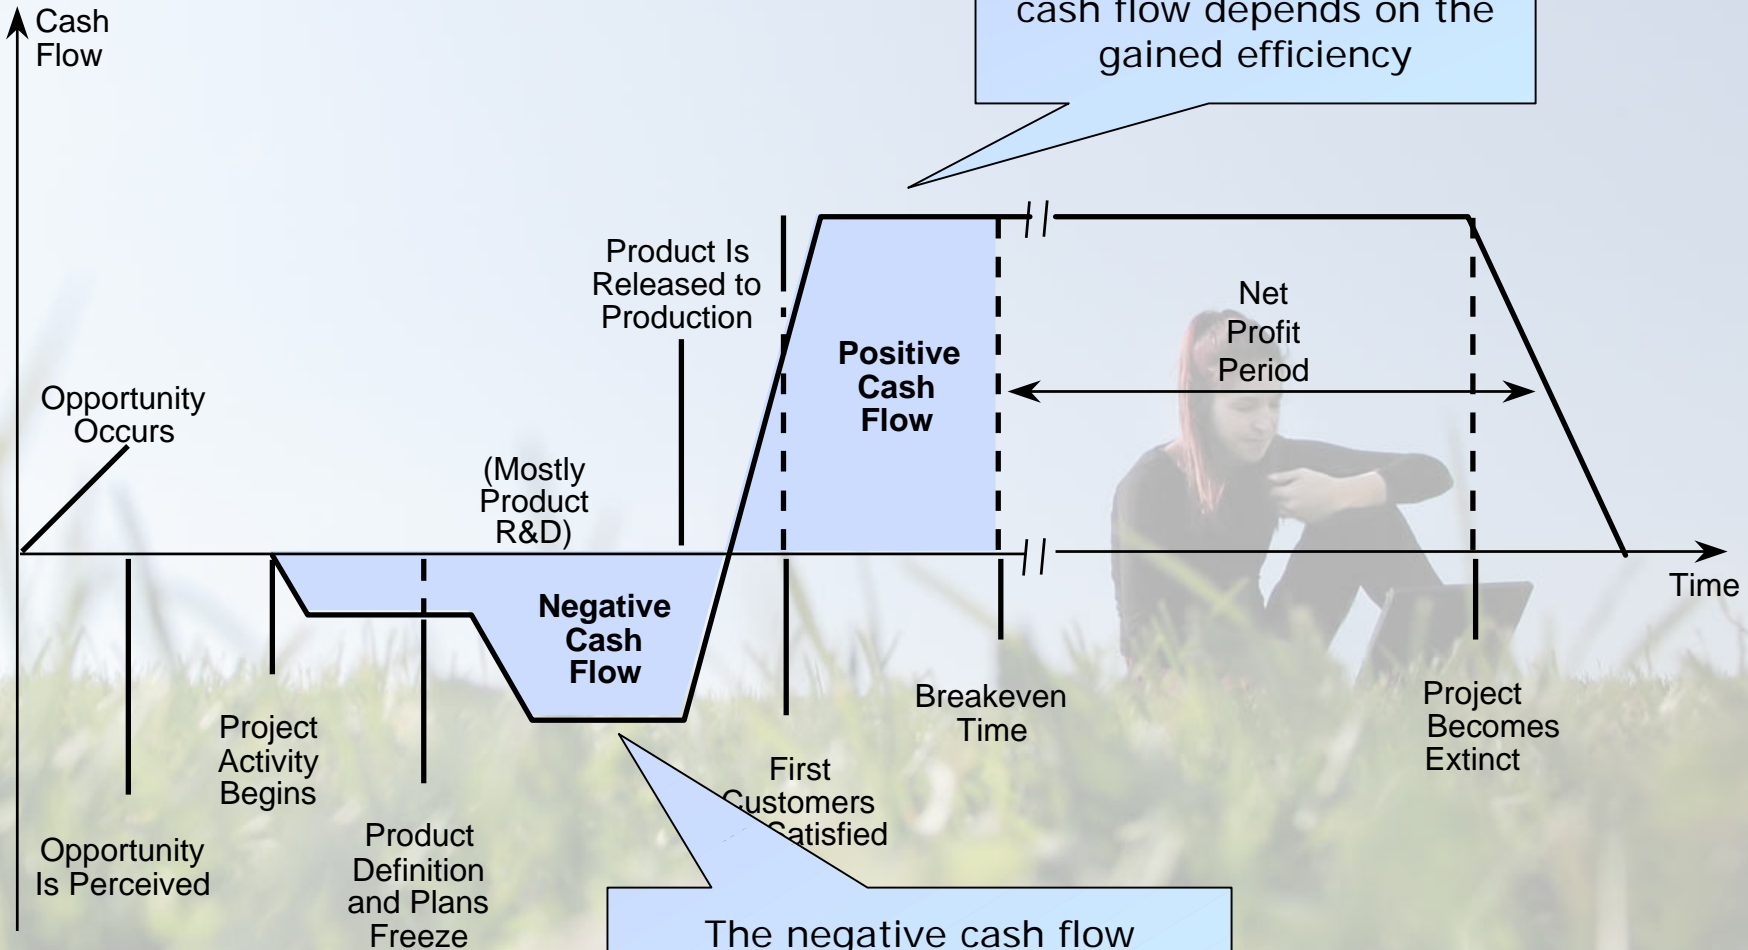 Cash
Flow
cash flow depends on the
gained efficiency
Product Is
Released to
Production
Net
Profit
Period
Positive
Cash
Flow
Opportunity
Occurs
(Mostly
Product
R&D)
Time
Negative
Cash
Flow
Breakeven
Time
Project
Becomes
Extinct
Project
Activity
Begins
First
Customers
Satisfied
Product
Definition
and Plans
Freeze
Opportunity
Is Perceived
The negative cash flow